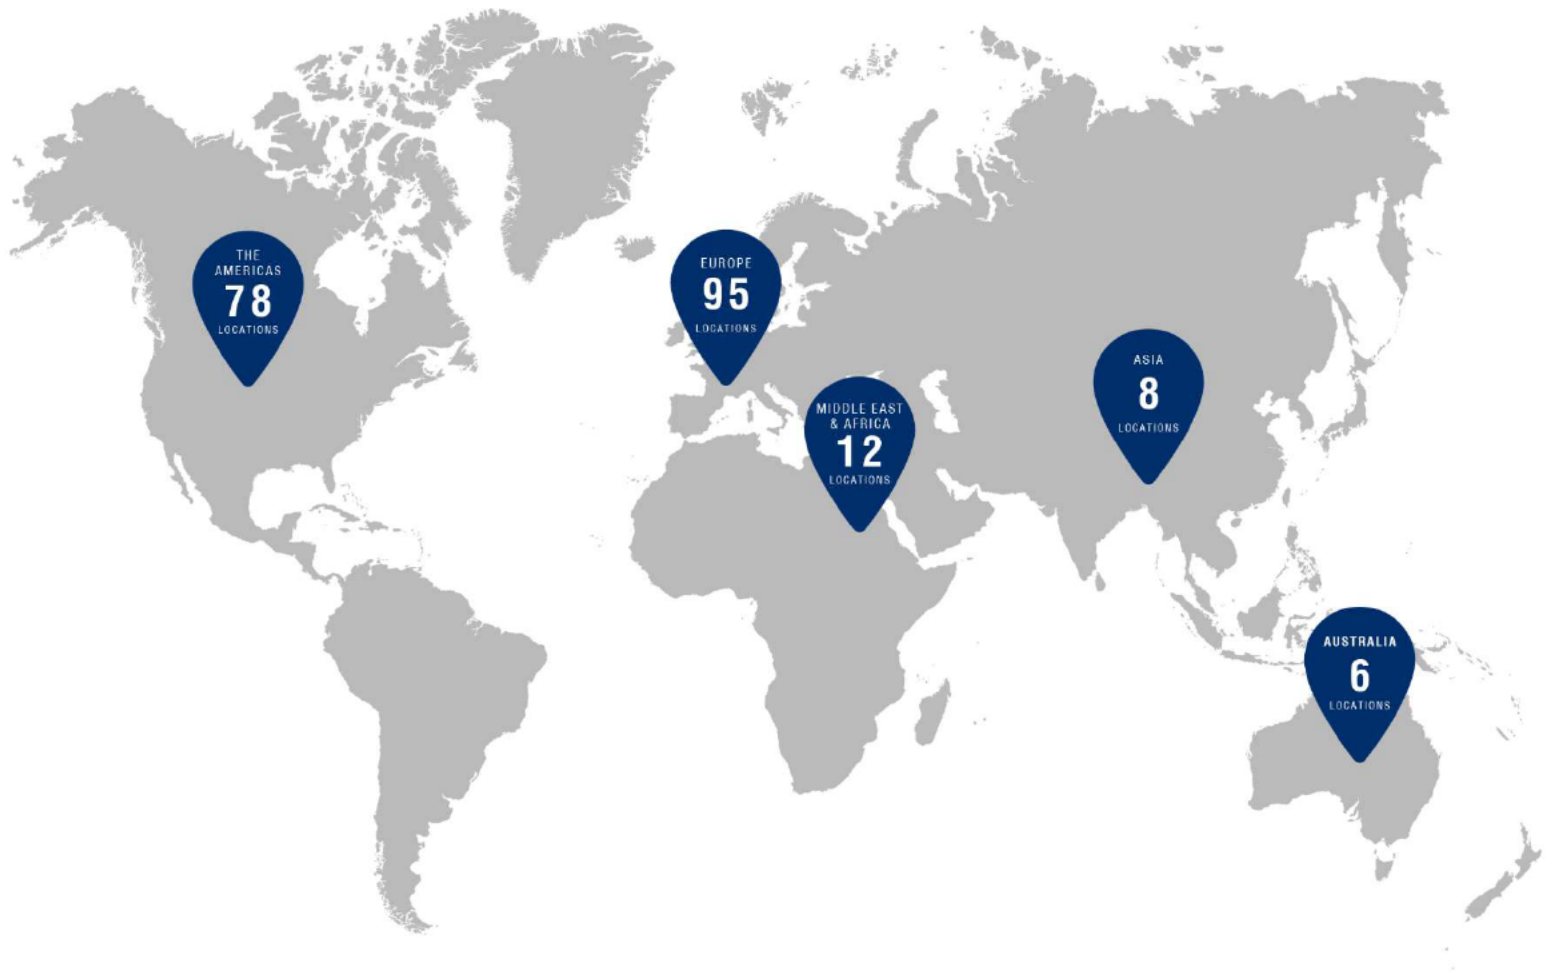 THE
AMERICAS
78
LOCATIONS
EUROPE
95
LOCATIONS
MIDDLE EAST
& AFRICA
12
LOCATIONS
ASIA
8
LOCATIONS
AUSTRALIA
6
LOCATIONS